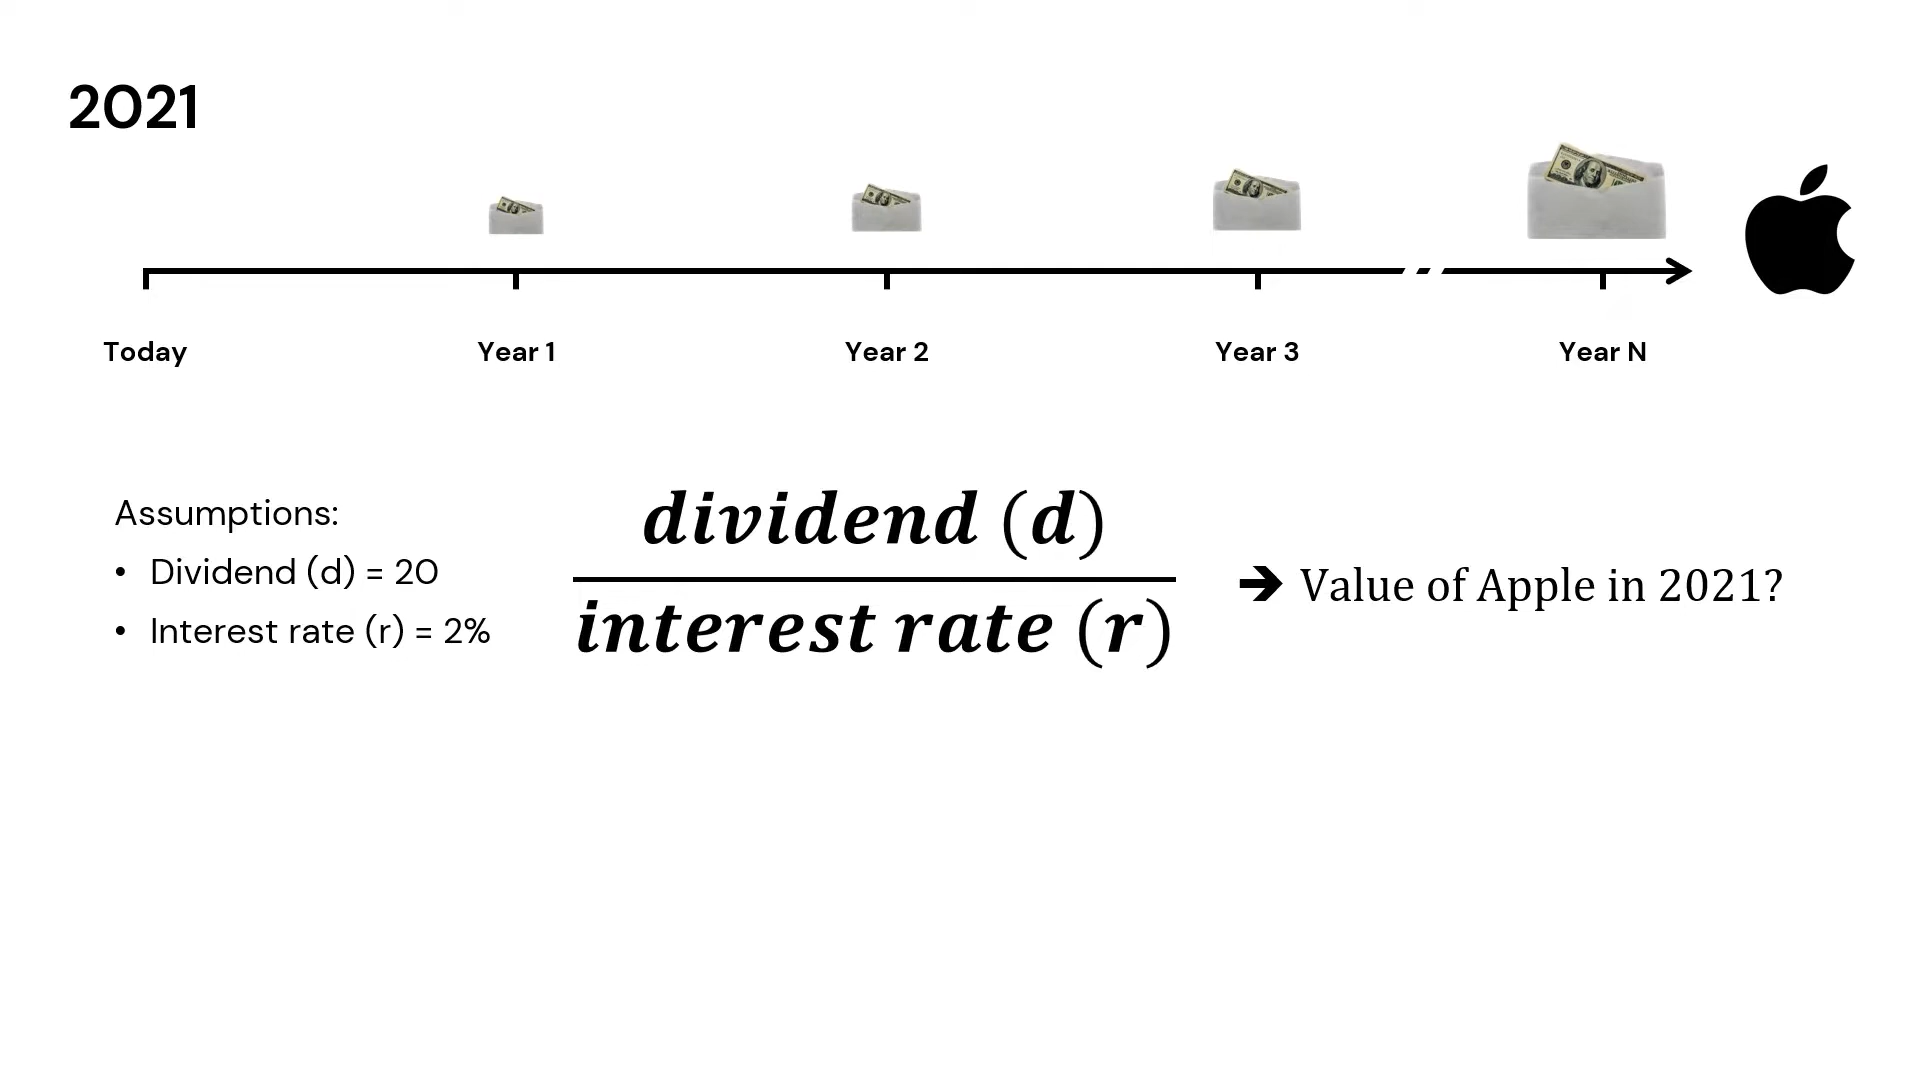 2021
Today
Year 1
Year 2
Year 3
Year N
Assumptions:
• Dividend (d) = 20
• Interest rate (r) = 2%
dividend (d)
interest rate (r)
➔ Value of Apple in 2021?